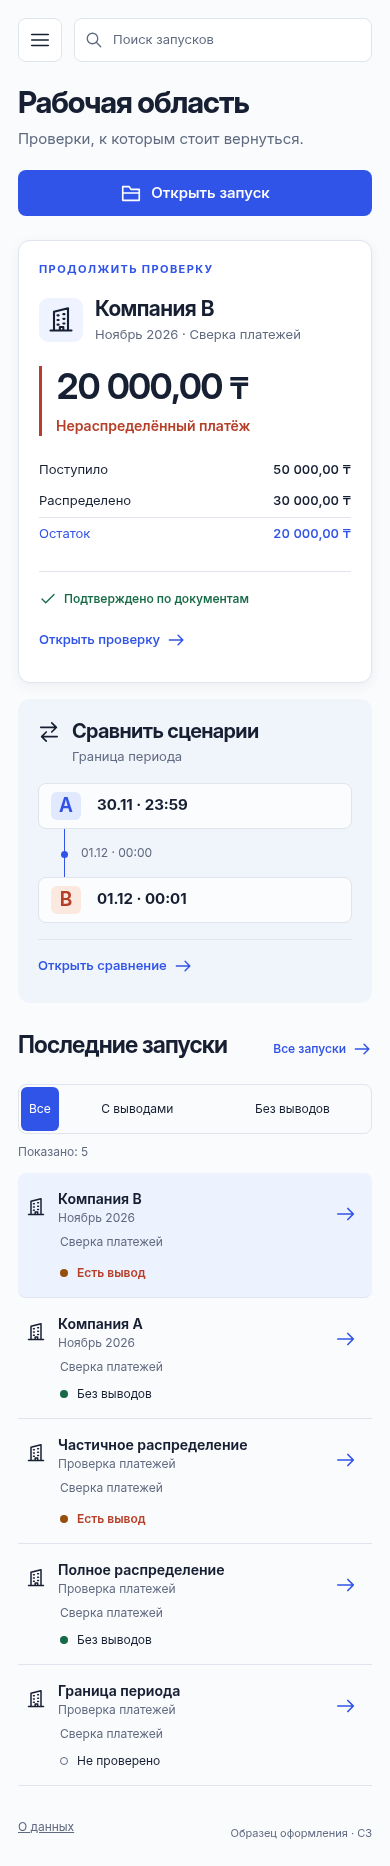 Поиск запусков
Рабочая область
Проверки, к которым стоит вернуться.
Открыть запуск
ПРОДОЛЖИТЬ ПРОВЕРКУ
Компания B
Ноябрь 2026 · Сверка платежей
20 000,00 ₸
Нераспределённый платёж
Поступило 50 000,00 ₸
Распределено 30 000,00 ₸
Остаток 20 000,00 ₸
Подтверждено по документам
Открыть проверку
Сравнить сценарии
Граница периода
A 30.11 · 23:59
01.12 · 00:00
B 01.12 · 00:01
Открыть сравнение
Последние запуски Все запуски
Все С выводами Без выводов
Показано: 5
Компания B
Ноябрь 2026
Сверка платежей
Есть вывод
Компания A
Ноябрь 2026
Сверка платежей
Без выводов
Частичное распределение
Проверка платежей
Сверка платежей
Есть вывод
Полное распределение
Проверка платежей
Сверка платежей
Без выводов
Граница периода
Проверка платежей
Сверка платежей
Не проверено
О данных Образец оформления · С3